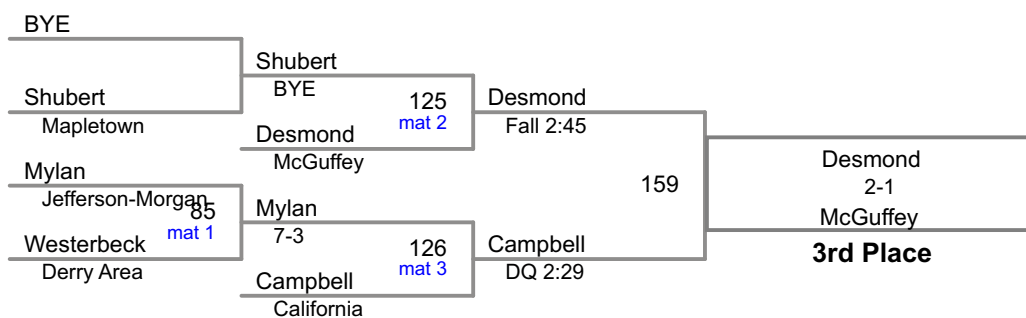 BYE
Shubert
Mapletown
Mylan
Jefferson-Morgan
85
mat 1
Westerbeck
Derry Area
Shubert
BYE
125
mat 2
Desmond
McGuffey
Mylan
7-3
126
mat 3
Campbell
California
Desmond
Fall 2:45
159
Campbell
DQ 2:29
Desmond
2-1
McGuffey
3rd Place